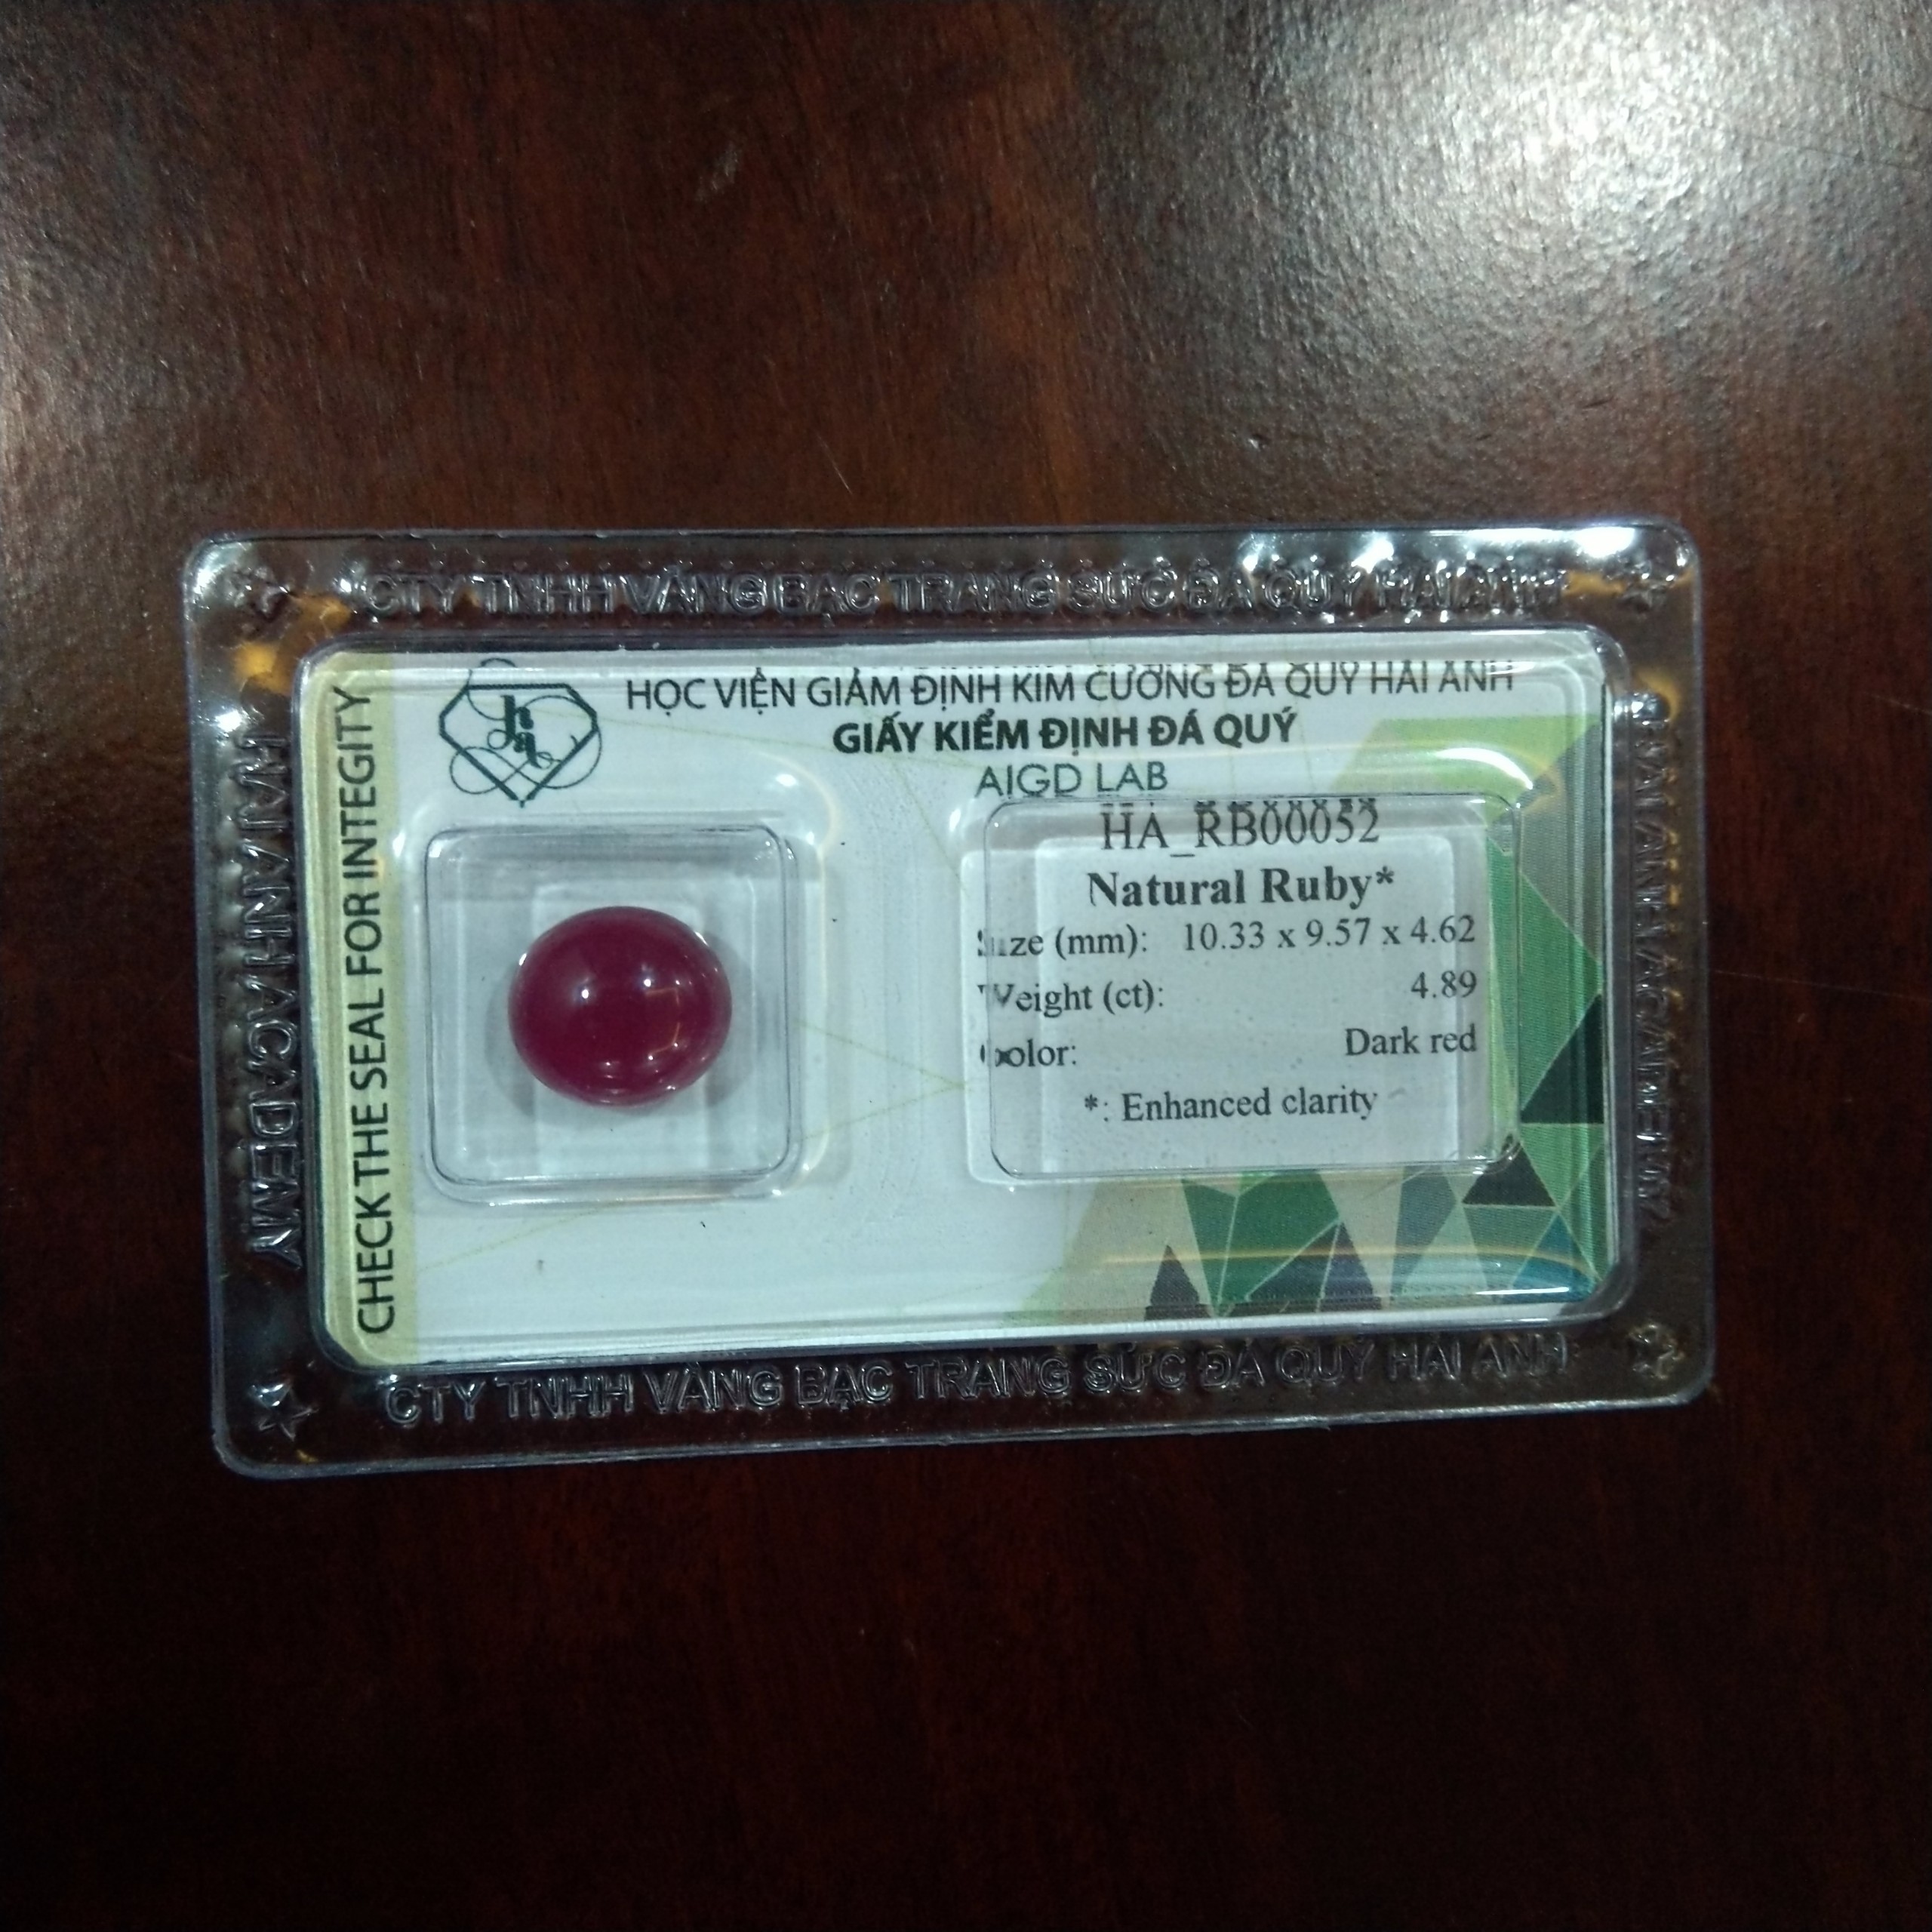 CTY TNHH VÀNG BẠC TRANG SỨC ĐÁ QUÝ HẢI ANH
HẢI ANH ACADEMY
CHECK THE SEAL FOR INTEGITY
ha
HỌC VIỆN GIÁM ĐỊNH KIM CƯƠNG ĐÁ QUÝ HẢI ANH
GIẤY KIỂM ĐỊNH ĐÁ QUÝ
AIGD LAB
HA_RB00052
Natural Ruby*
Size (mm): 10.33 x 9.57 x 4.62
Weight (ct): 4.89
Color: Dark red
*: Enhanced clarity
HẢI ANH ACADEMY
CTY TNHH VÀNG BẠC TRANG SỨC ĐÁ QUÝ HẢI ANH